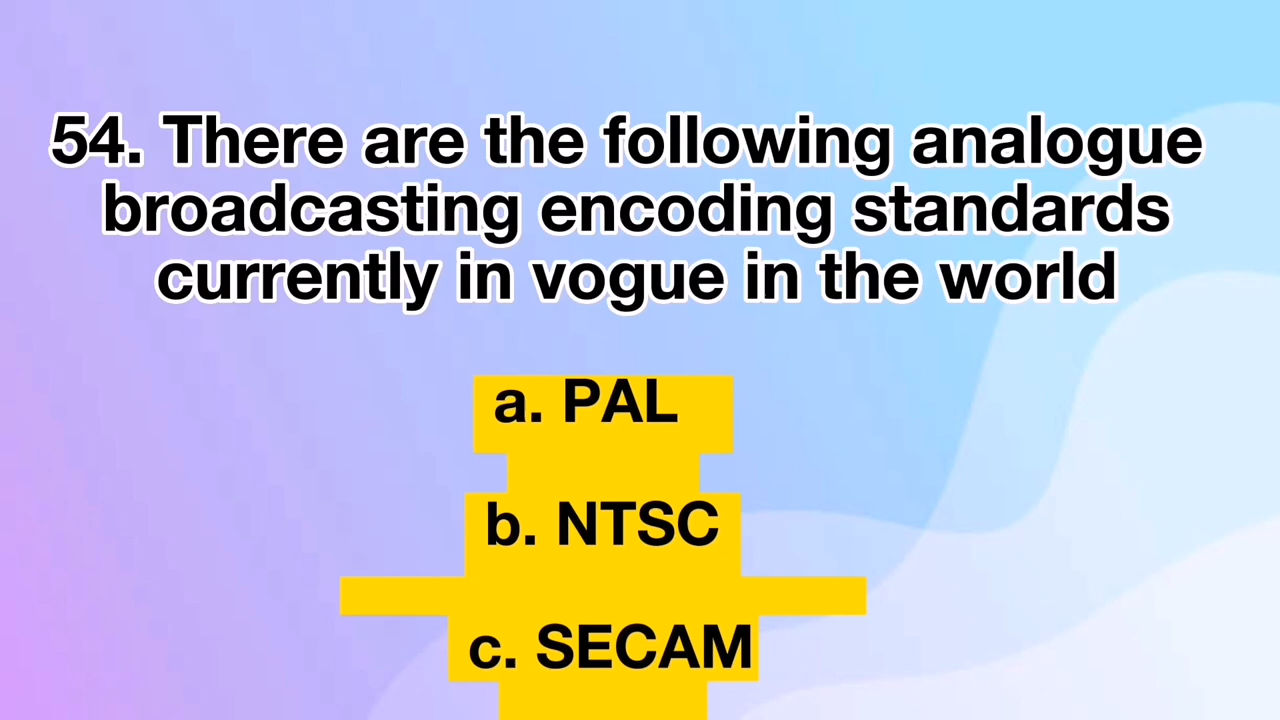 54. There are the following analogue
broadcasting encoding standards
currently in vogue in the world
a. PAL
b. NTSC
c. SECAM